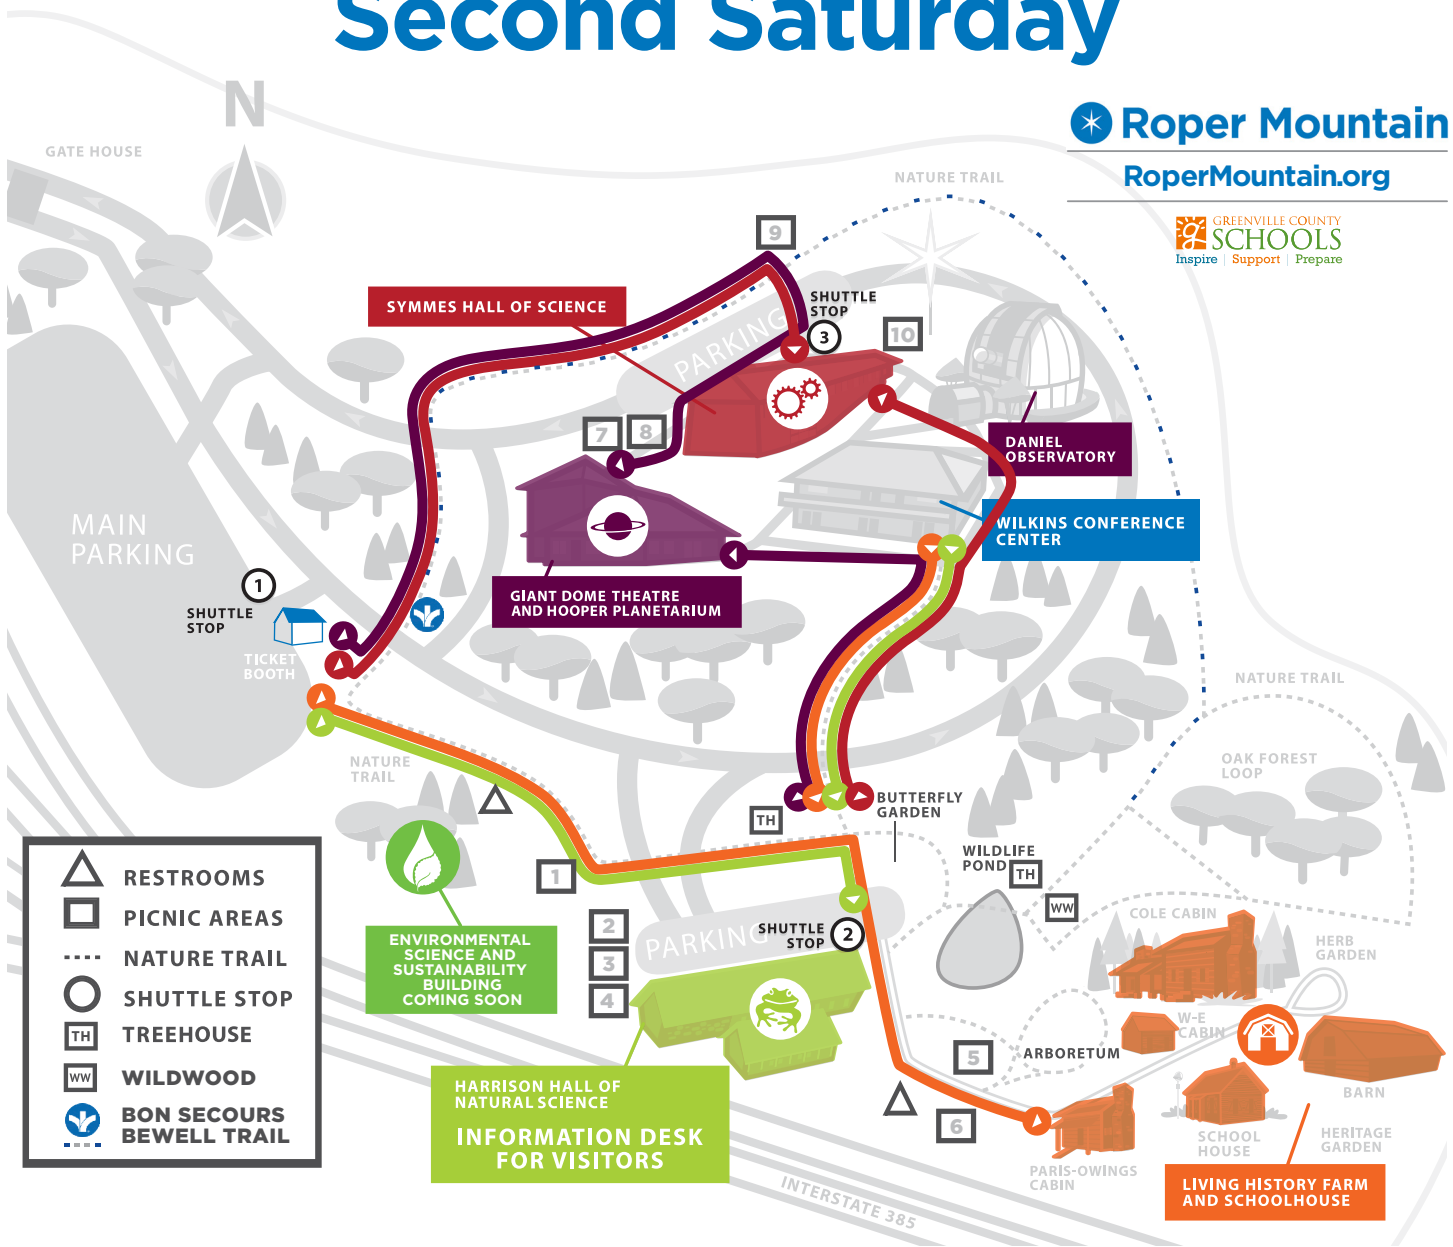 Second Saturday
N
Roper Mountain
RoperMountain.org
GREENVILLE COUNTY
SCHOOLS
Inspire | Support | Prepare
GATE HOUSE
NATURE TRAIL
9
SYMMES HALL OF SCIENCE
SHUTTLE
STOP
3
10
PARKING
7
8
DANIEL
OBSERVATORY
WILKINS CONFERENCE
CENTER
MAIN
PARKING
1
SHUTTLE
STOP
TICKET
BOOTH
GIANT DOME THEATRE
AND HOOPER PLANETARIUM
NATURE TRAIL
NATURE
TRAIL
OAK FOREST
LOOP
BUTTERFLY
GARDEN
TH
WILDLIFE
POND
TH
WW
1
2
3
4
PARKING
SHUTTLE
STOP
2
COLE CABIN
HERB
GARDEN
W-E
CABIN
ENVIRONMENTAL
SCIENCE AND
SUSTAINABILITY
BUILDING
COMING SOON
5
ARBORETUM
BARN
6
SCHOOL
HOUSE
HERITAGE
GARDEN
PARIS-OWINGS
CABIN
LIVING HISTORY FARM
AND SCHOOLHOUSE
HARRISON HALL OF
NATURAL SCIENCE
INFORMATION DESK
FOR VISITORS
INTERSTATE 385
RESTROOMS
PICNIC AREAS
NATURE TRAIL
SHUTTLE STOP
TH TREEHOUSE
WW WILDWOOD
BON SECOURS
BEWELL TRAIL